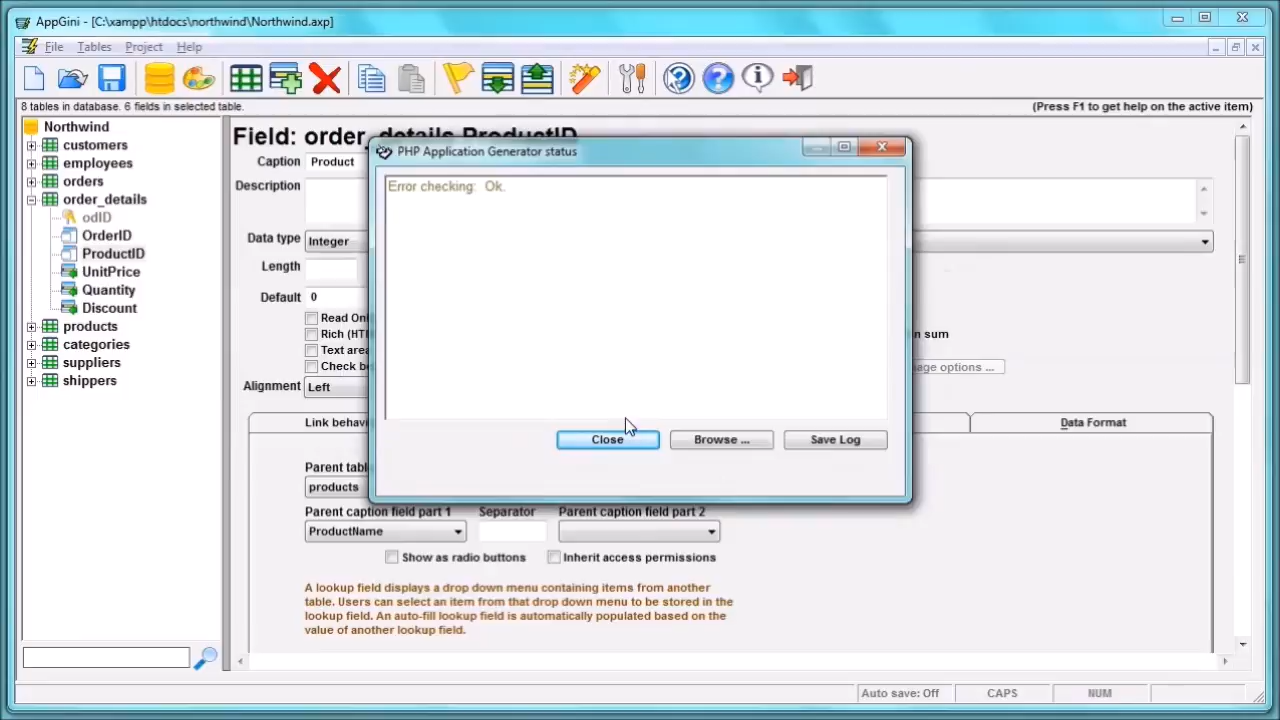 AppGini - [C:\xampp\htdocs\northwind\Northwind.axp]
File Tables Project Help
8 tables in database. 6 fields in selected table.
(Press F1 to get help on the active item)
Northwind
customers
employees
orders
order_details
odID
OrderID
ProductID
UnitPrice
Quantity
Discount
products
categories
suppliers
shippers
Field: order_details.ProductID
Caption Product
Description
Data type Integer
Length
Default 0
Read Onl
Rich (HT
Text area
Check b
n sum
age options ...
Alignment Left
PHP Application Generator status
Error checking: Ok.
Close Browse ... Save Log
Link behavi
Data Format
Parent tabl
products
Parent caption field part 1 Separator Parent caption field part 2
ProductName
Show as radio buttons Inherit access permissions
A lookup field displays a drop down menu containing items from another
table. Users can select an item from that drop down menu to be stored in the
lookup field. An auto-fill lookup field is automatically populated based on the
value of another lookup field.
Auto save: Off CAPS NUM